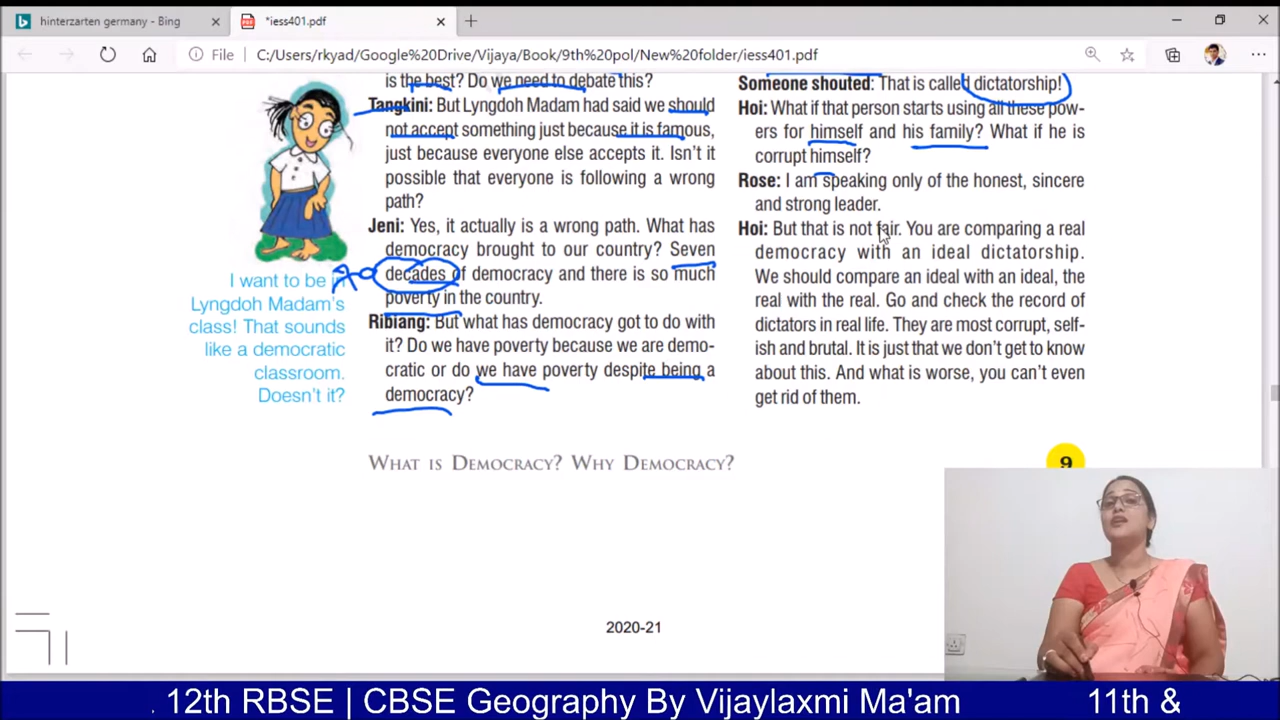 hinterzarten germany - Bing
*iess401.pdf
File
C:/Users/rkyad/Google%20Drive/Vijaya/Book/9th%20pol/New%20folder/iess401.pdf
I want to be in
Lyngdoh Madam's
class! That sounds
like a democratic
classroom.
Doesn't it?
is the best? Do we need to debate this?
Tangkini: But Lyngdoh Madam had said we should
not accept something just because it is famous,
just because everyone else accepts it. Isn't it
possible that everyone is following a wrong
path?
Jeni: Yes, it actually is a wrong path. What has
democracy brought to our country? Seven
decades of democracy and there is so much
poverty in the country.
Ribiang: But what has democracy got to do with
it? Do we have poverty because we are demo-
cratic or do we have poverty despite being a
democracy?
Someone shouted: That is called dictatorship!
Hoi: What if that person starts using all these pow-
ers for himself and his family? What if he is
corrupt himself?
Rose: I am speaking only of the honest, sincere
and strong leader.
Hoi: But that is not fair. You are comparing a real
democracy with an ideal dictatorship.
We should compare an ideal with an ideal, the
real with the real. Go and check the record of
dictators in real life. They are most corrupt, self-
ish and brutal. It is just that we don't get to know
about this. And what is worse, you can't even
get rid of them.
What is Democracy? Why Democracy?
9
2020-21
. 12th RBSE | CBSE Geography By Vijaylaxmi Ma'am
11th &